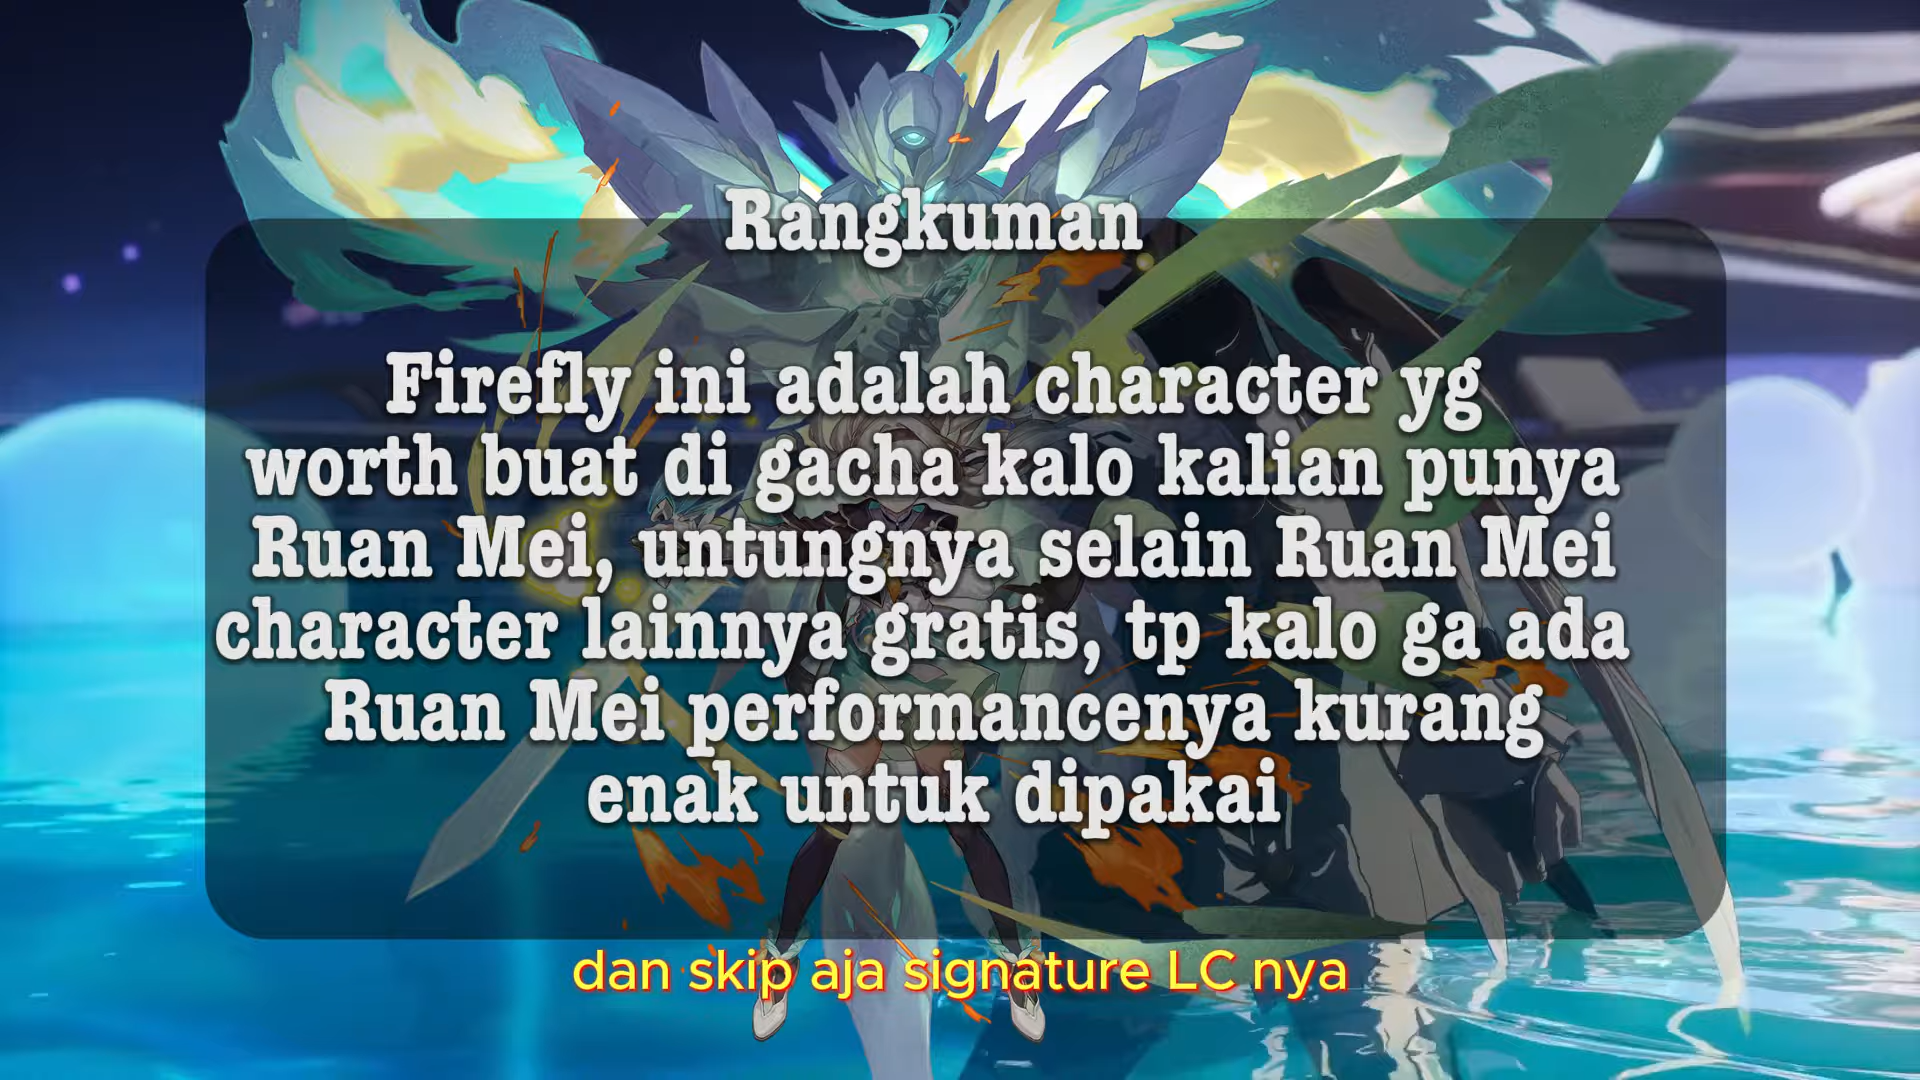 Rangkuman
Firefly ini adalah character yg
worth buat di gacha kalo kalian punya
Ruan Mei, untungnya selain Ruan Mei
character lainnya gratis, tp kalo ga ada
Ruan Mei performancenya kurang
enak untuk dipakai
dan skip aja signature LC nya